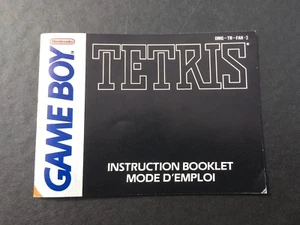 DMG-TR-FAH-3
Nintendo
GAME BOY
TETRIS®
INSTRUCTION BOOKLET
MODE D'EMPLOI